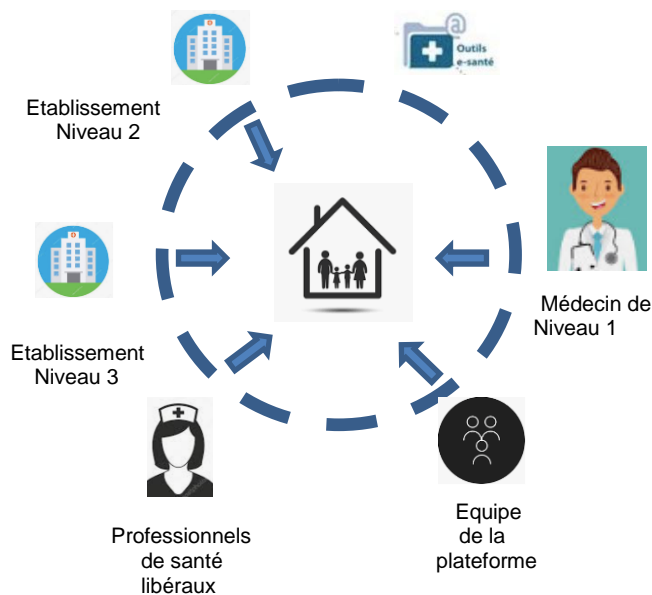 @
Outils
e-santé
Etablissement
Niveau 2
Médecin de
Niveau 1
Etablissement
Niveau 3
Professionnels
de santé
libéraux
Equipe
de la
plateforme